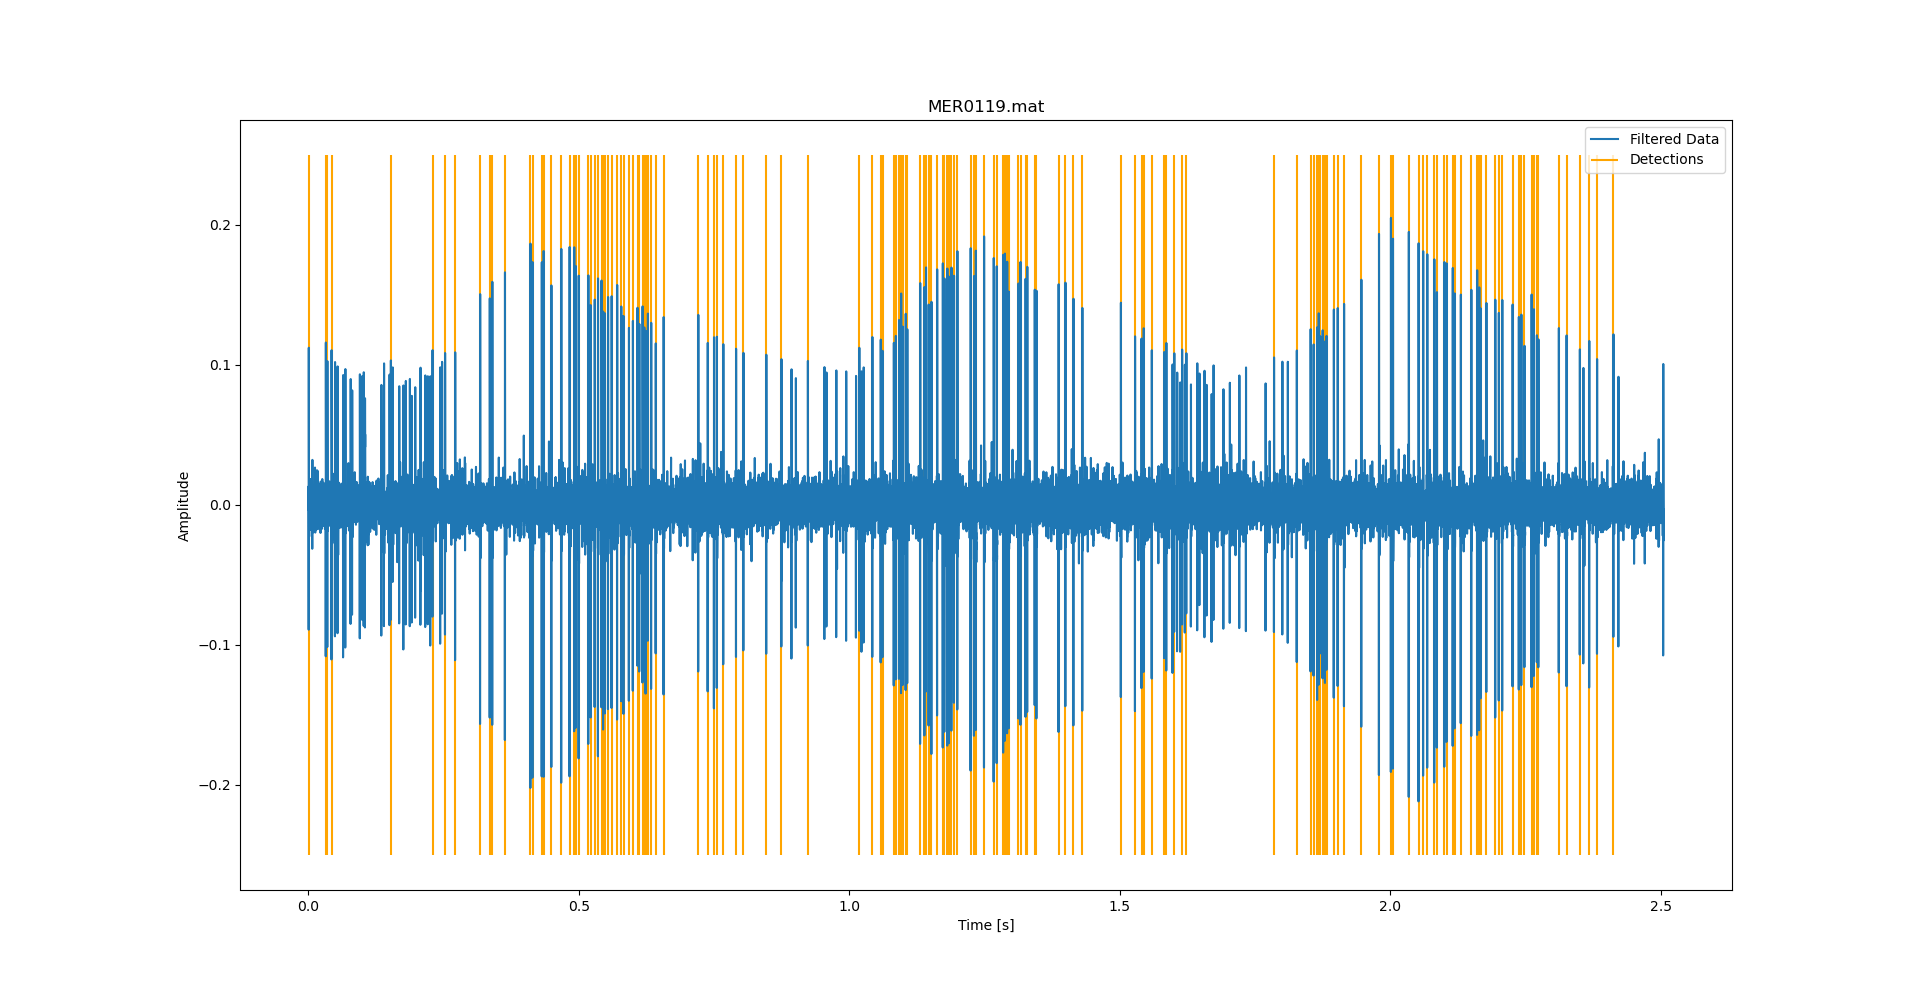 MER0119.mat
Filtered Data
Detections
Amplitude
0.2
0.1
0.0
−0.1
−0.2
0.0 0.5 1.0 1.5 2.0 2.5
Time [s]